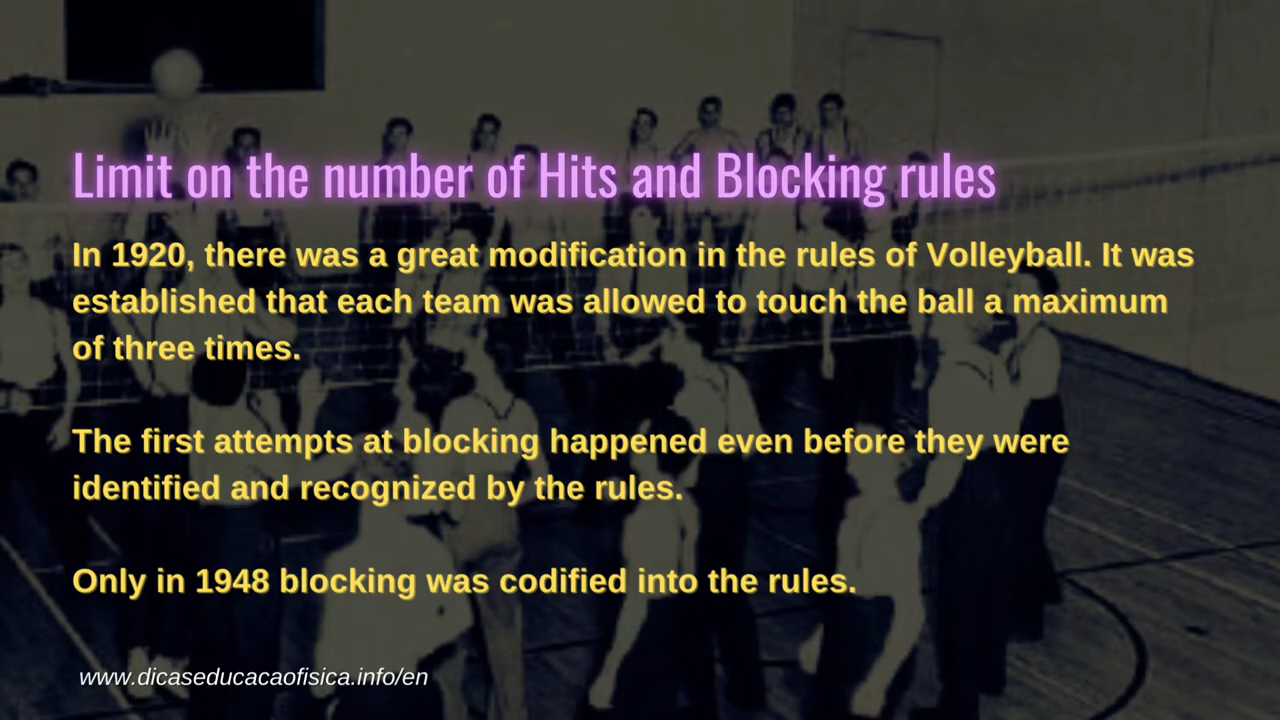 Limit on the number of Hits and Blocking rules
In 1920, there was a great modification in the rules of Volleyball. It was
established that each team was allowed to touch the ball a maximum
of three times.
The first attempts at blocking happened even before they were
identified and recognized by the rules.
Only in 1948 blocking was codified into the rules.
www.dicaseducacaofisica.info/en